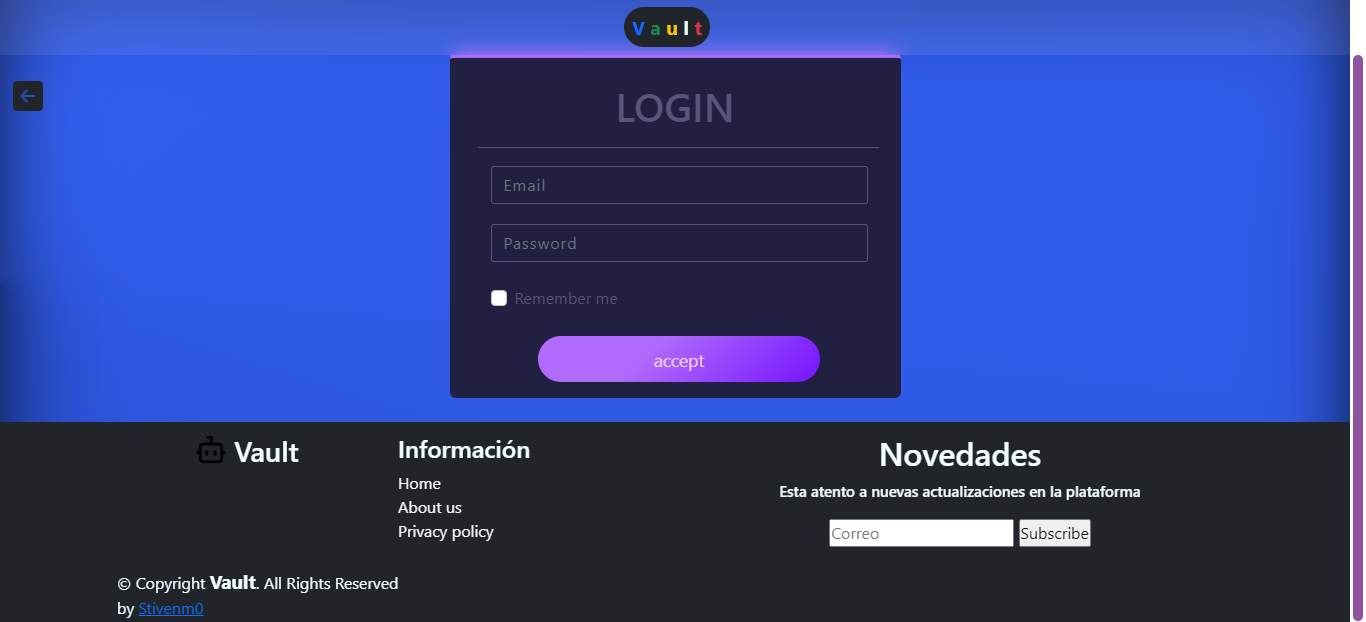 Vault
LOGIN
Email
Password
Remember me
accept
Vault
Información
Home
About us
Privacy policy
Novedades
Esta atento a nuevas actualizaciones en la plataforma
Correo
Subscribe
© Copyright Vault. All Rights Reserved
by Stivenm0